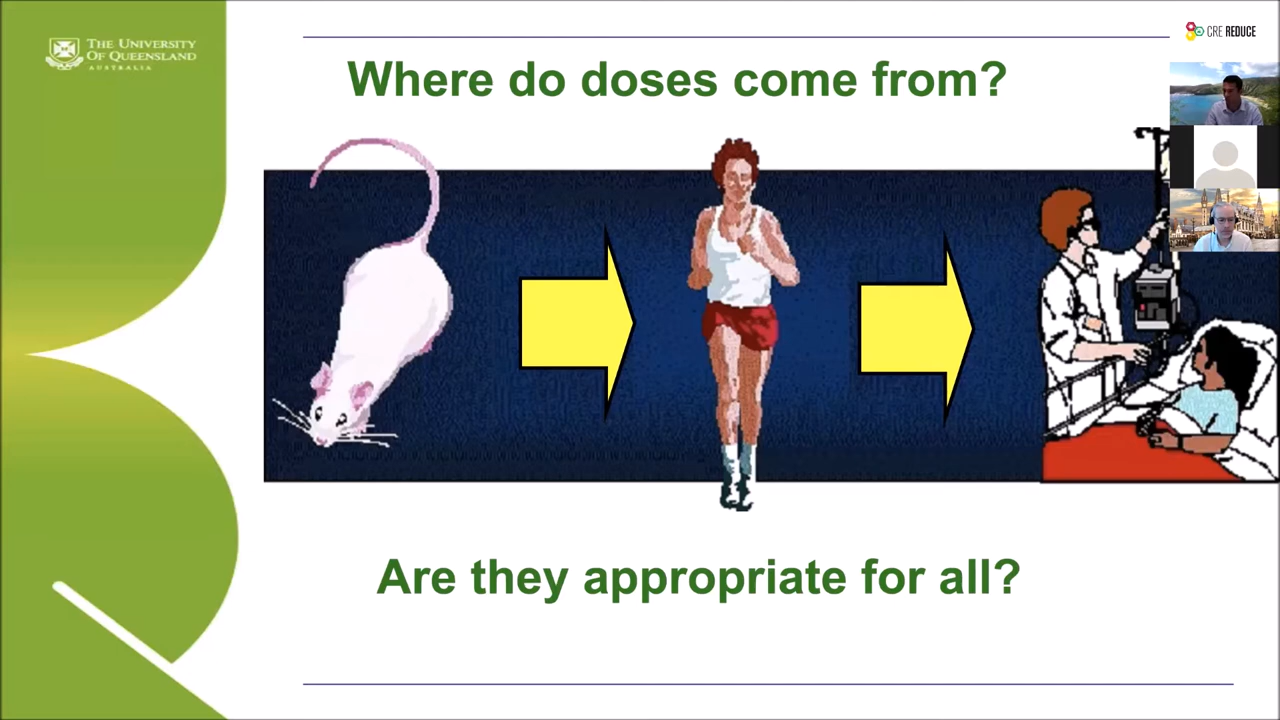 THE UNIVERSITY
OF QUEENSLAND
AUSTRALIA
CRE REDUCE
Where do doses come from?
Are they appropriate for all?